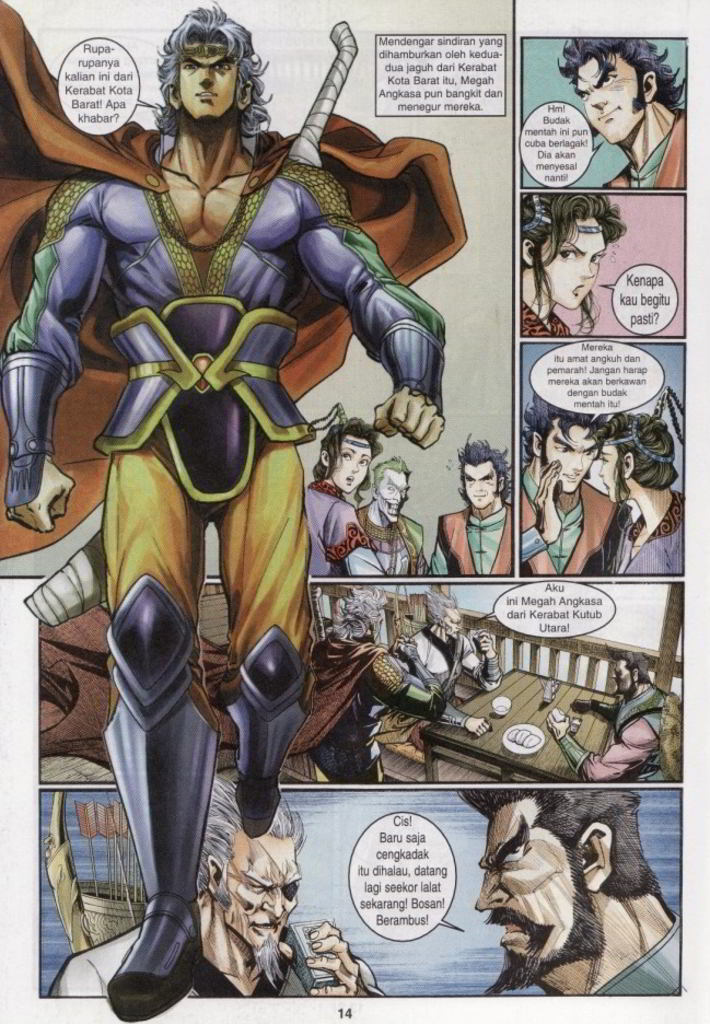 Rupa-
rupanya
kalian ini dari
Kerabat Kota
Barat! Apa
khabar?
Mendengar sindiran yang
dihamburkan oleh kedua-
dua jaguh dari Kerabat
Kota Barat itu, Megah
Angkasa pun bangkit dan
menegur mereka.
Hm!
Budak
mentah ini pun
cuba berlagak!
Dia akan
menyesal
nanti!
Kenapa
kau begitu
pasti?
Mereka
itu amat angkuh dan
pemarah! Jangan harap
mereka akan berkawan
dengan budak
mentah itu!
Aku
ini Megah Angkasa
dari Kerabat Kutub
Utara!
Cis!
Baru saja
cengkadak
itu dihalau, datang
lagi seekor lalat
sekarang! Bosan!
Berambus!
14